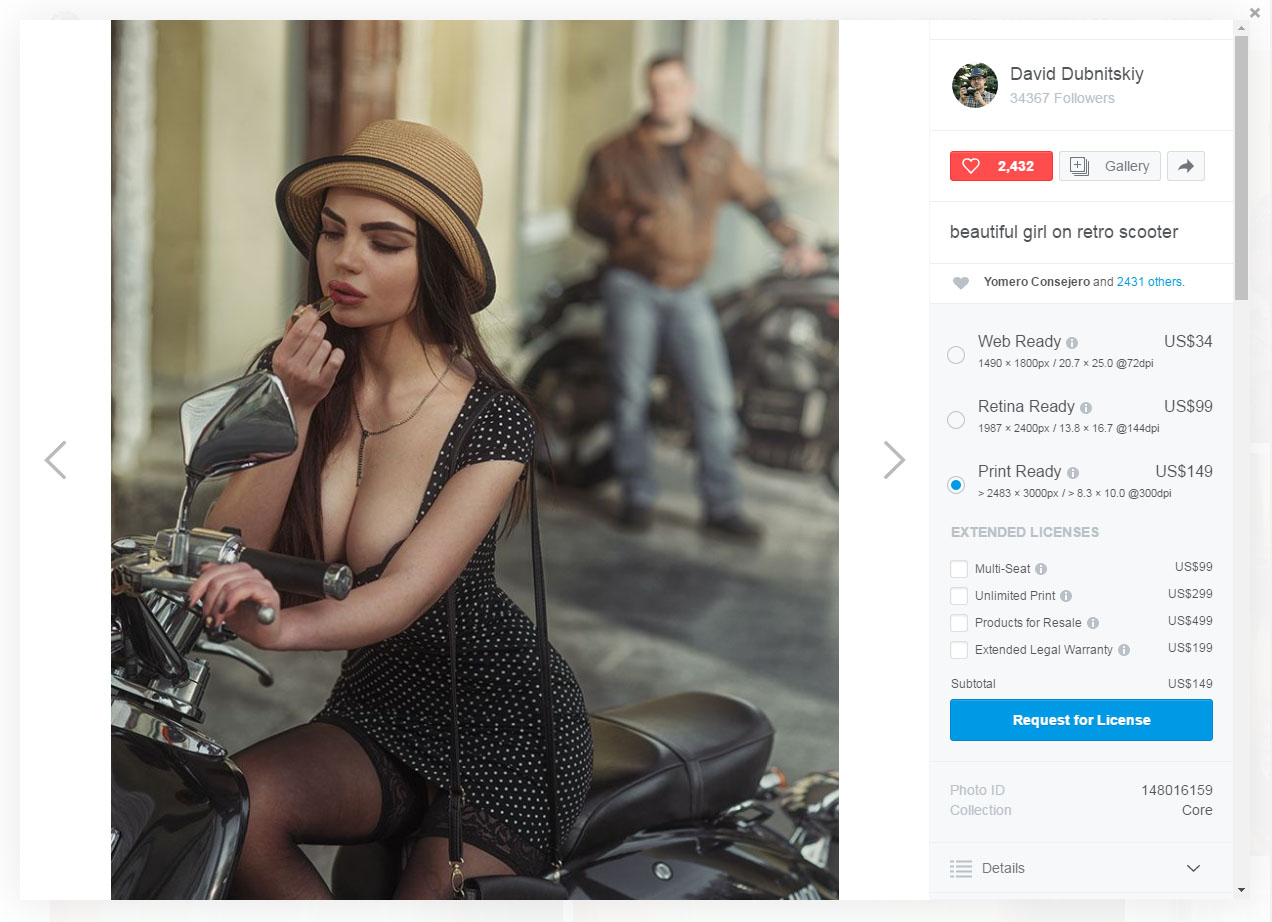 David Dubnitskiy
34367 Followers
2,432 Gallery
beautiful girl on retro scooter
Yomero Consejero and 2431 others.
Web Ready US$34
1490 × 1800px / 20.7 × 25.0 @72dpi
Retina Ready US$99
1987 × 2400px / 13.8 × 16.7 @144dpi
Print Ready US$149
> 2483 × 3000px / > 8.3 × 10.0 @300dpi
EXTENDED LICENSES
Multi-Seat US$99
Unlimited Print US$299
Products for Resale US$499
Extended Legal Warranty US$199
Subtotal US$149
Request for License
Photo ID 148016159
Collection Core
Details